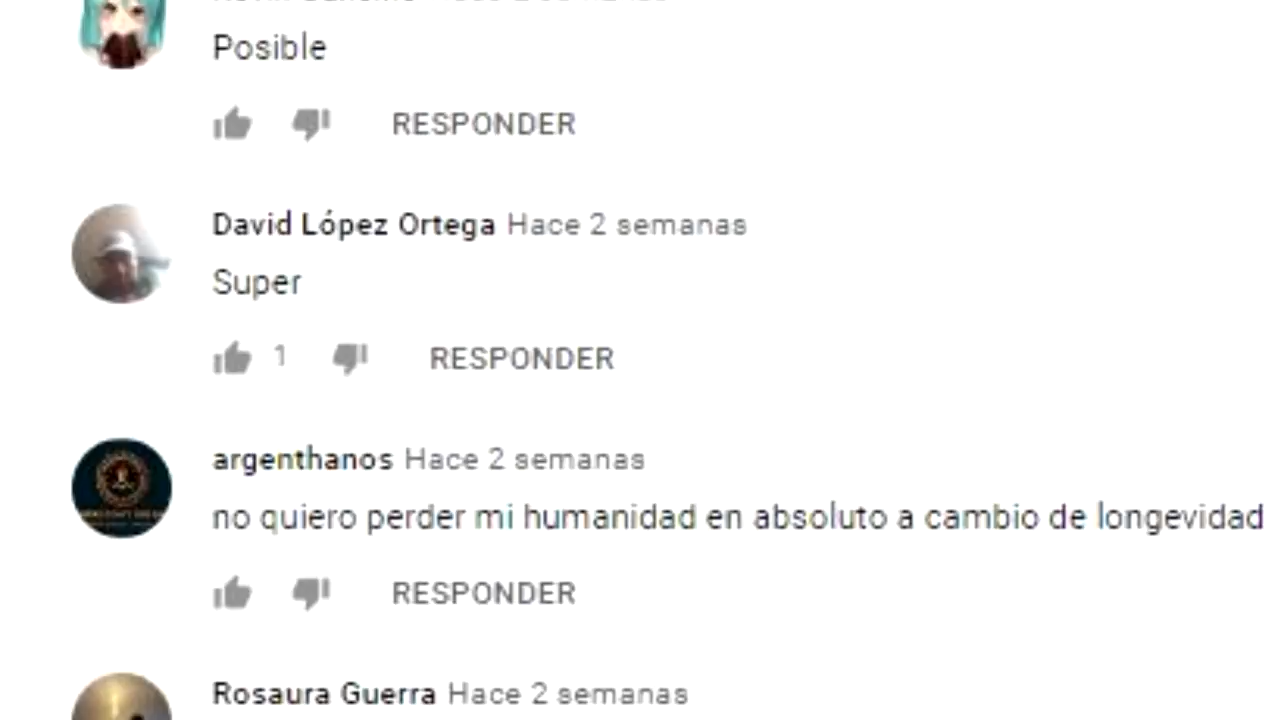 Posible
RESPONDER
David López Ortega Hace 2 semanas
Super
1 RESPONDER
argenthanos Hace 2 semanas
no quiero perder mi humanidad en absoluto a cambio de longevidad
RESPONDER
Rosaura Guerra Hace 2 semanas